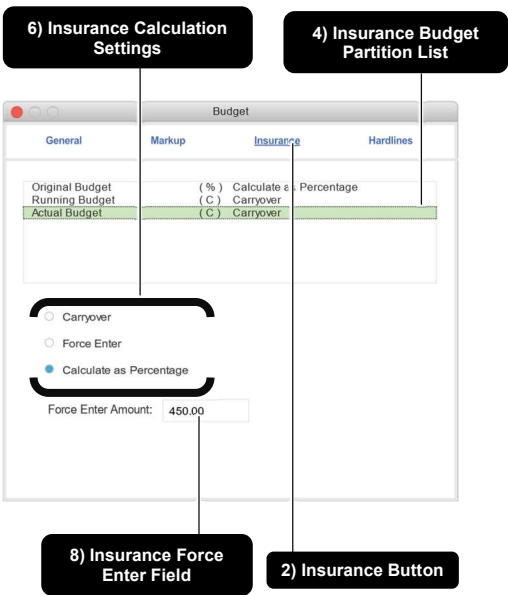 6) Insurance Calculation
Settings
4) Insurance Budget
Partition List
Budget
General Markup Insurance Hardlines
Original Budget (%) Calculate as Percentage
Running Budget (C) Carryover
Actual Budget (C) Carryover
Carryover
Force Enter
Calculate as Percentage
Force Enter Amount: 450.00
8) Insurance Force
Enter Field
2) Insurance Button